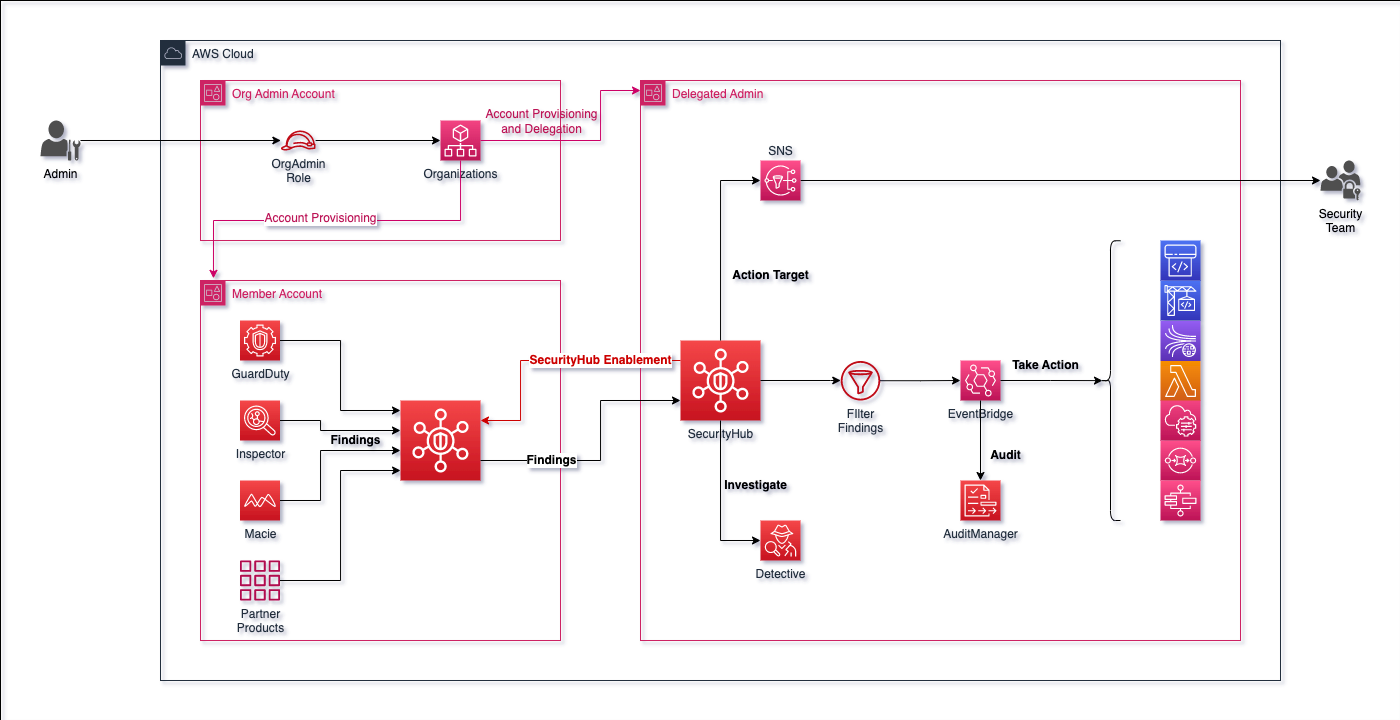 AWS Cloud
Org Admin Account
Delegated Admin
Account Provisioning
and Delegation
Admin
OrgAdmin
Role
Organizations
SNS
Security
Team
Account Provisioning
Action Target
Member Account
GuardDuty
SecurityHub Enablement
Take Action
Inspector
Findings
SecurityHub
FIlter
Findings
EventBridge
Findings
Audit
Investigate
Macie
AuditManager
Detective
Partner
Products